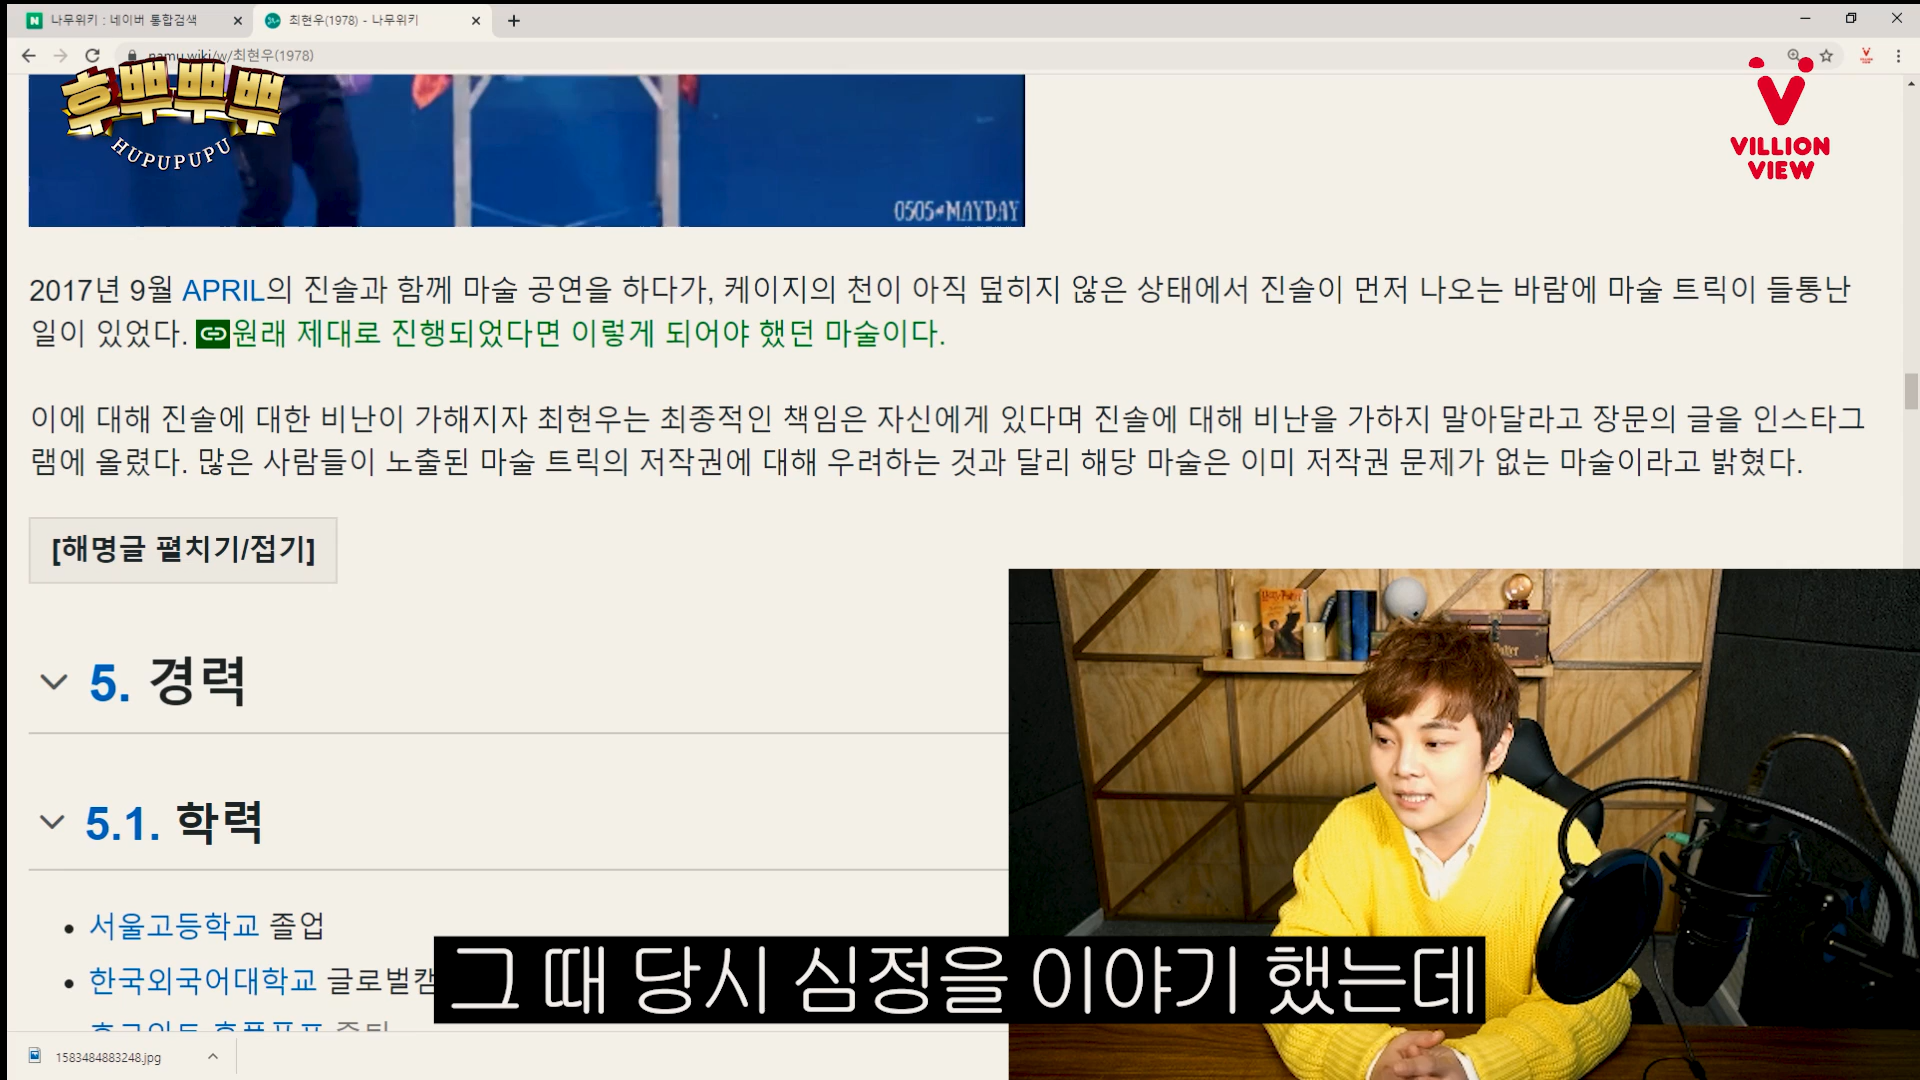 나무위키 : 네이버 통합검색
최현우(1978) - 나무위키
namu.wiki/w/최현우(1978)
후뿌뿌뿌
HUPUPUPU
VILLION
VIEW
0505 MAYDAY
2017년 9월 APRIL의 진솔과 함께 마술 공연을 하다가, 케이지의 천이 아직 덮히지 않은 상태에서 진솔이 먼저 나오는 바람에 마술 트릭이 들통난
일이 있었다. 원래 제대로 진행되었다면 이렇게 되어야 했던 마술이다.
이에 대해 진솔에 대한 비난이 가해지자 최현우는 최종적인 책임은 자신에게 있다며 진솔에 대해 비난을 가하지 말아달라고 장문의 글을 인스타그
램에 올렸다. 많은 사람들이 노출된 마술 트릭의 저작권에 대해 우려하는 것과 달리 해당 마술은 이미 저작권 문제가 없는 마술이라고 밝혔다.
[해명글 펼치기/접기]
5. 경력
5.1. 학력
서울고등학교 졸업
한국외국어대학교 글로벌캠
그 때 당시 심정을 이야기 했는데
1583484883248.jpg